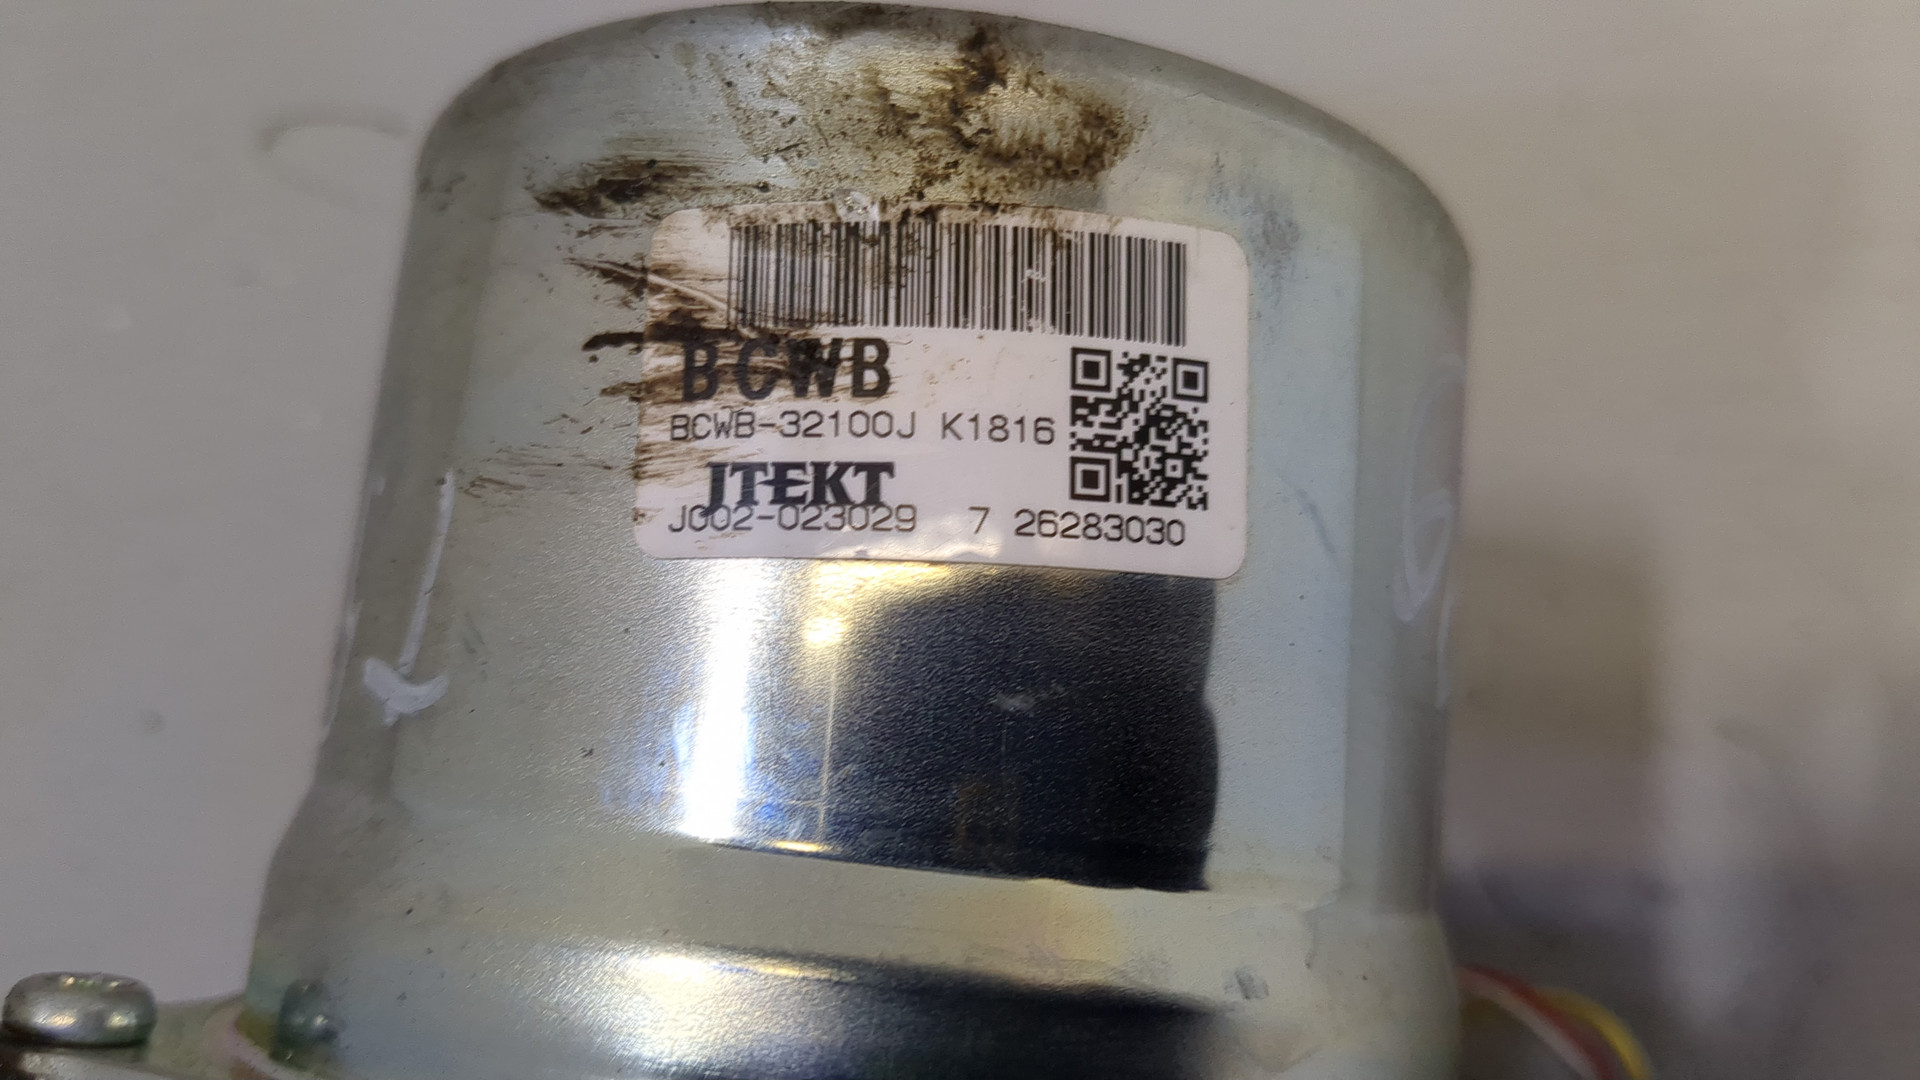 BCWB
BCWB-32100J K1816
JTEKT
J002-023029 7 26283030